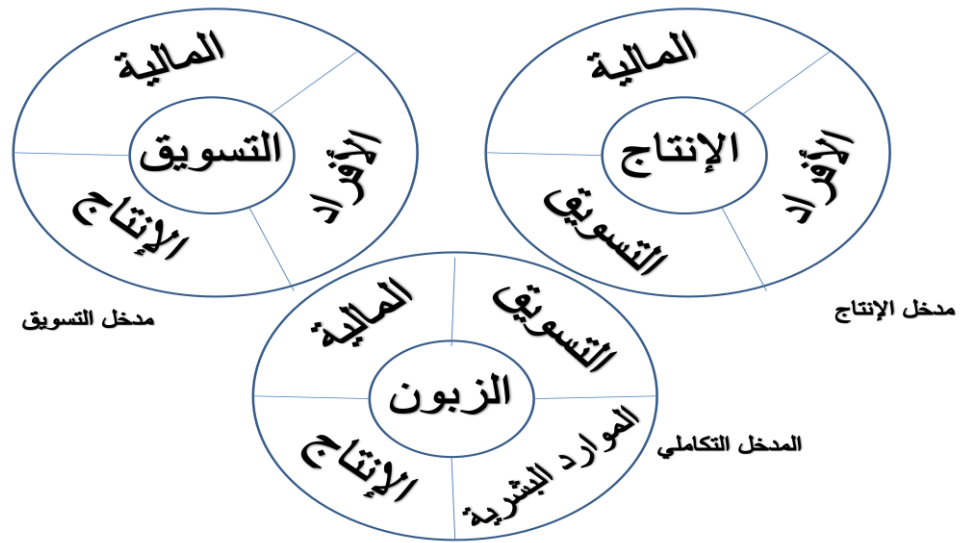 المالية
الإنتاج
الأفراد
التسويق
مدخل الإنتاج
المالية
التسويق
الأفراد
الإنتاج
مدخل التسويق
التسويق
المالية
الزبون
الموارد البشرية
الإنتاج
المدخل التكاملي